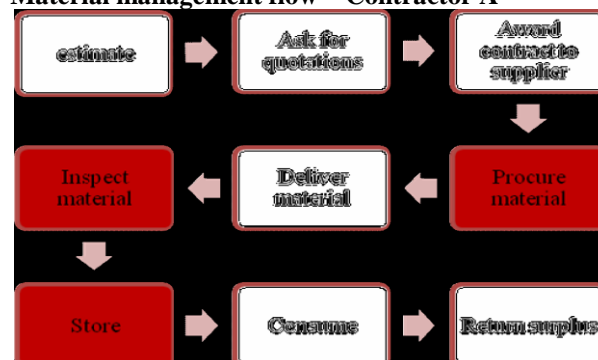 Material management flow – Contractor A
estimate
Ask for
quotations
Award
contract to
supplier
Inspect
material
Deliver
material
Procure
material
Store
Consume
Return surplus